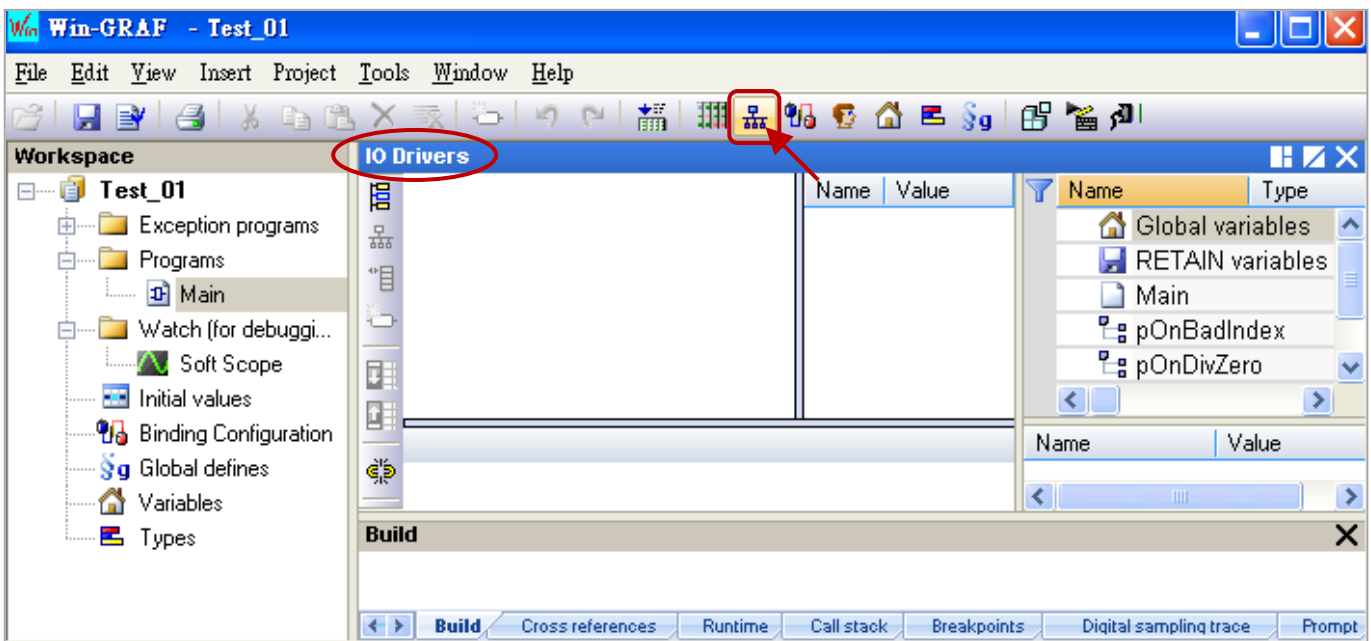 Win-GRAF - Test_01
File Edit View Insert Project Tools Window Help
Workspace
Test_01
Exception programs
Programs
Main
Watch (for debuggi...
Soft Scope
Initial values
Binding Configuration
Global defines
Variables
Types
IO Drivers
Name Value
Name Type
Global variables
RETAIN variables
Main
pOnBadIndex
pOnDivZero
Name Value
Build
Build Cross references Runtime Call stack Breakpoints Digital sampling trace Prompt